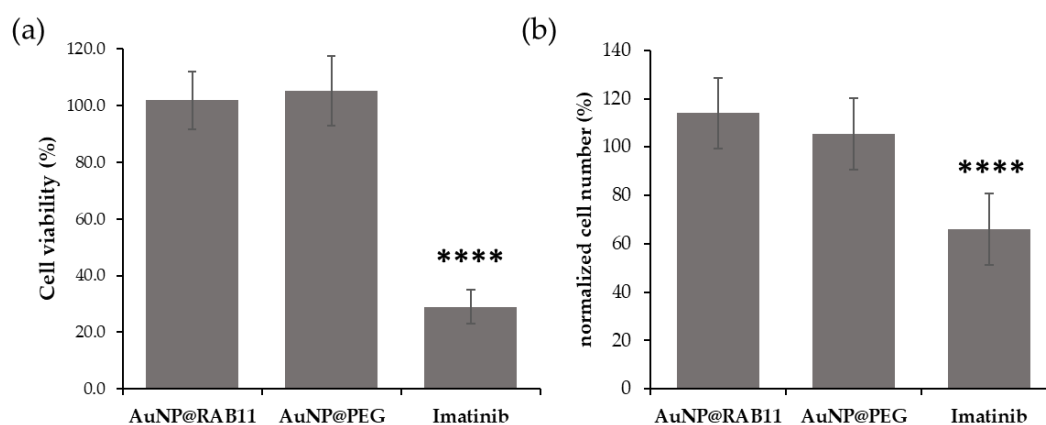 (a)
120.0
100.0
80.0
60.0
40.0
20.0
0.0
Cell viability (%)
****
AuNP@RAB11 AuNP@PEG Imatinib
(b)
140
120
100
80
60
40
20
0
normalized cell number (%)
****
AuNP@RAB11 AuNP@PEG Imatinib